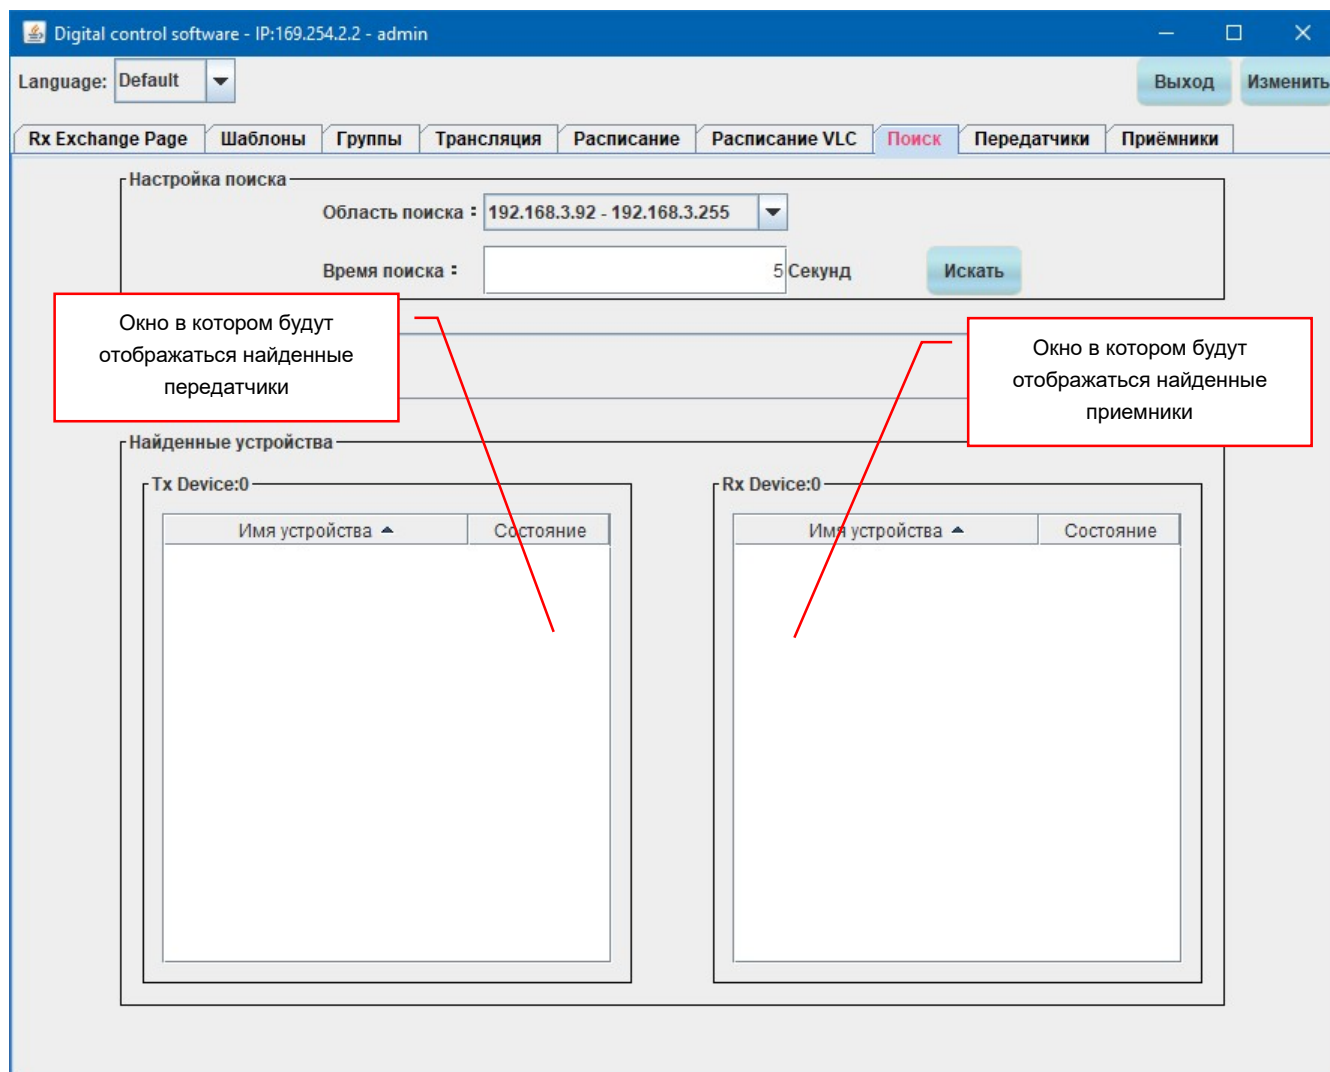 Digital control software - IP:169.254.2.2 - admin
Language: Default
Выход Изменить
Rx Exchange Page Шаблоны Группы Трансляция Расписание Расписание VLC Поиск Передатчики Приёмники
Настройка поиска
Область поиска : 192.168.3.92 - 192.168.3.255
Время поиска : 5 Секунд Искать
Окно в котором будут
отображаться найденные
передатчики
Окно в котором будут
отображаться найденные
приемники
Найденные устройства
Tx Device:0
Имя устройства Состояние
Rx Device:0
Имя устройства Состояние